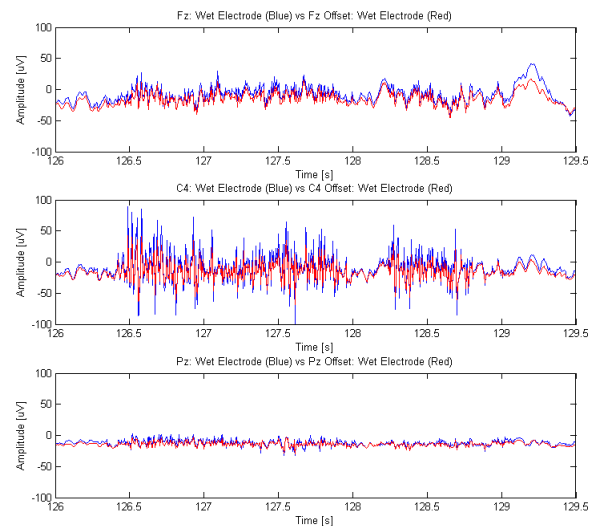 Fz: Wet Electrode (Blue) vs Fz Offset: Wet Electrode (Red)
100
50
0
-50
-100
Amplitude [uV]
126 126.5 127 127.5 128 128.5 129 129.5
Time [s]
C4: Wet Electrode (Blue) vs C4 Offset: Wet Electrode (Red)
100
50
0
-50
-100
Amplitude [uV]
126 126.5 127 127.5 128 128.5 129 129.5
Time [s]
Pz: Wet Electrode (Blue) vs Pz Offset: Wet Electrode (Red)
100
50
0
-50
-100
Amplitude [uV]
126 126.5 127 127.5 128 128.5 129 129.5
Time [s]